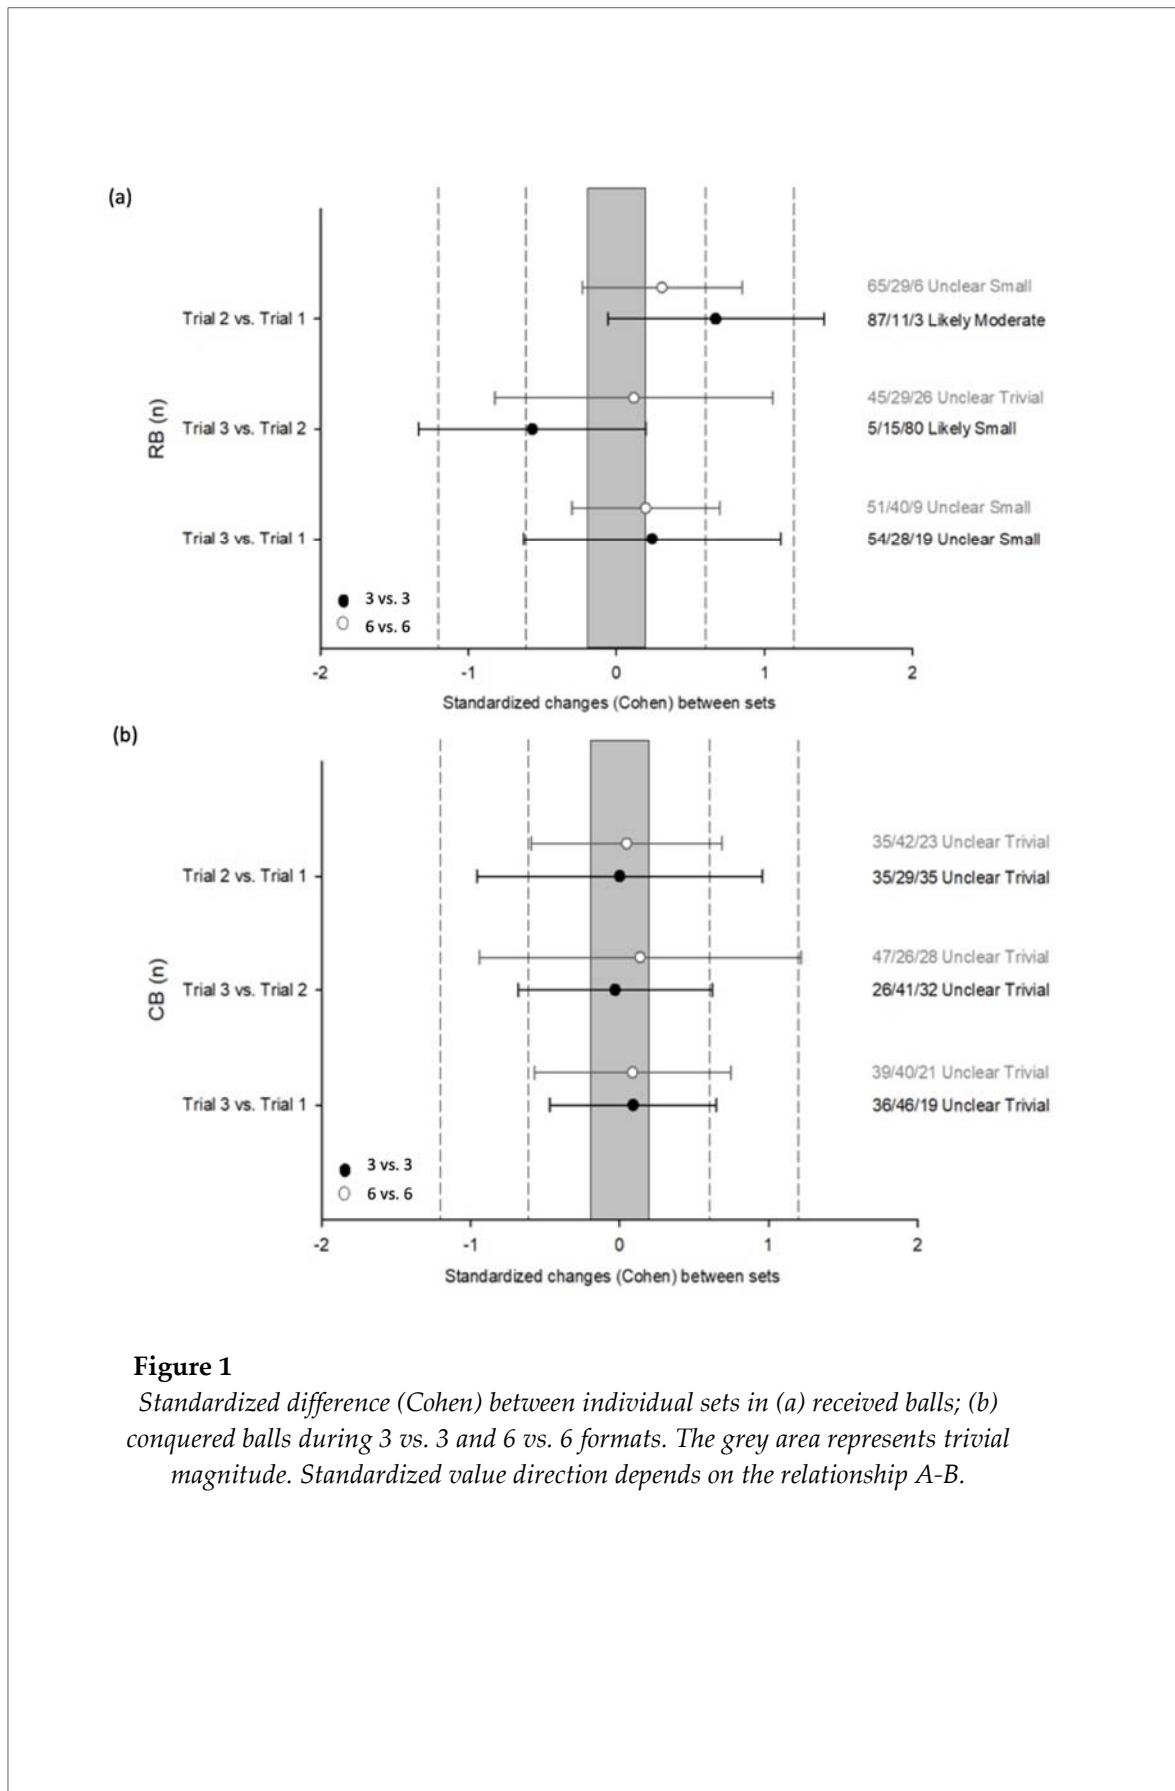 (a)
65/29/6 Unclear Small
Trial 2 vs. Trial 1
87/11/3 Likely Moderate
45/29/26 Unclear Trivial
RB (n)
Trial 3 vs. Trial 2
5/15/80 Likely Small
51/40/9 Unclear Small
Trial 3 vs. Trial 1
54/28/19 Unclear Small
3 vs. 3
6 vs. 6
-2 -1 0 1 2
Standardized changes (Cohen) between sets
(b)
35/42/23 Unclear Trivial
Trial 2 vs. Trial 1
35/29/35 Unclear Trivial
47/26/28 Unclear Trivial
CB (n)
Trial 3 vs. Trial 2
26/41/32 Unclear Trivial
39/40/21 Unclear Trivial
Trial 3 vs. Trial 1
36/46/19 Unclear Trivial
3 vs. 3
6 vs. 6
-2 -1 0 1 2
Standardized changes (Cohen) between sets
Figure 1
Standardized difference (Cohen) between individual sets in (a) received balls; (b)
conquered balls during 3 vs. 3 and 6 vs. 6 formats. The grey area represents trivial
magnitude. Standardized value direction depends on the relationship A-B.